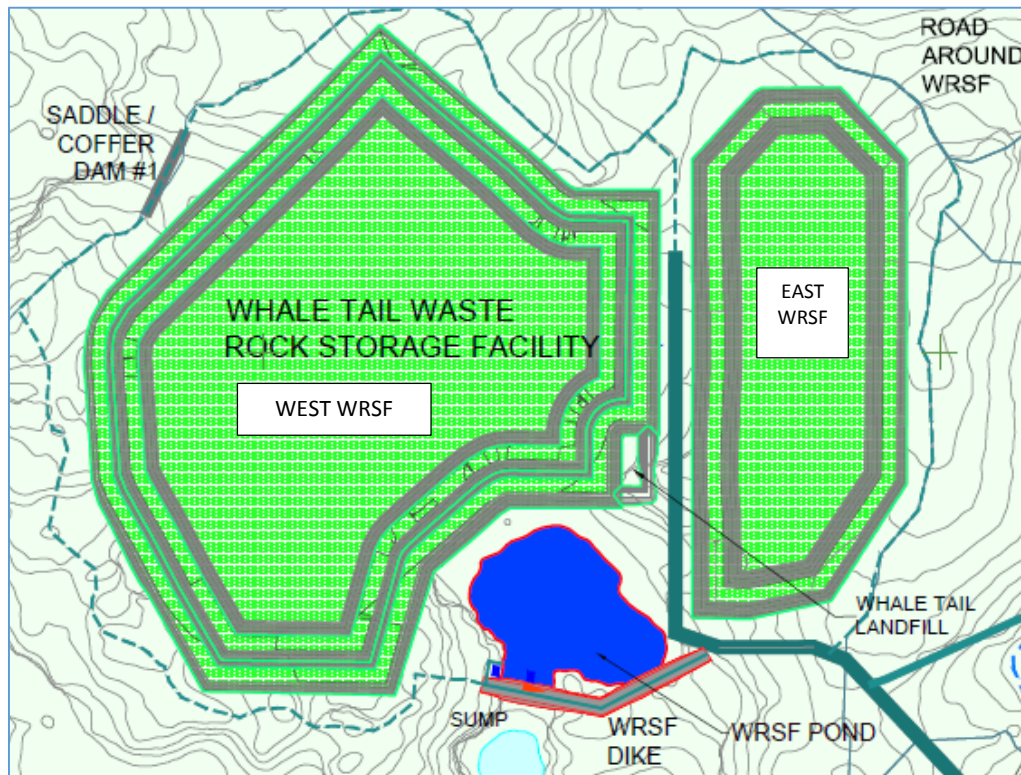 ROAD
AROUND
WRSF
SADDLE /
COFFER
DAM #1
WHALE TAIL WASTE
ROCK STORAGE FACILITY
EAST
WRSF
WEST WRSF
WHALE TAIL
LANDFILL
SUMP
WRSF
DIKE
WRSF POND